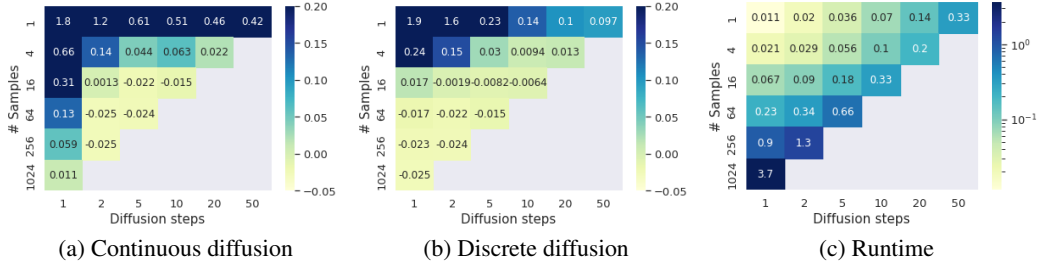 # Samples
1
4
16
64
256
1024
1.8 1.2 0.61 0.51 0.46 0.42
0.66 0.14 0.044 0.063 0.022
0.31 0.0013 -0.022 -0.015
0.13 -0.025 -0.024
0.059 -0.025
0.011
1 2 5 10 20 50
Diffusion steps
0.20
0.15
0.10
0.05
0.00
-0.05
(a) Continuous diffusion
# Samples
1
4
16
64
256
1024
1.9 1.6 0.23 0.14 0.1 0.097
0.24 0.15 0.03 0.0094 0.013
0.017 -0.0019 -0.0082 -0.0064
-0.017 -0.022 -0.015
-0.023 -0.024
-0.025
1 2 5 10 20 50
Diffusion steps
0.20
0.15
0.10
0.05
0.00
-0.05
(b) Discrete diffusion
# Samples
1
4
16
64
256
1024
0.011 0.02 0.036 0.07 0.14 0.33
0.021 0.029 0.056 0.1 0.2
0.067 0.09 0.18 0.33
0.23 0.34 0.66
0.9 1.3
3.7
1 2 5 10 20 50
Diffusion steps
10⁰
10⁻¹
(c) Runtime